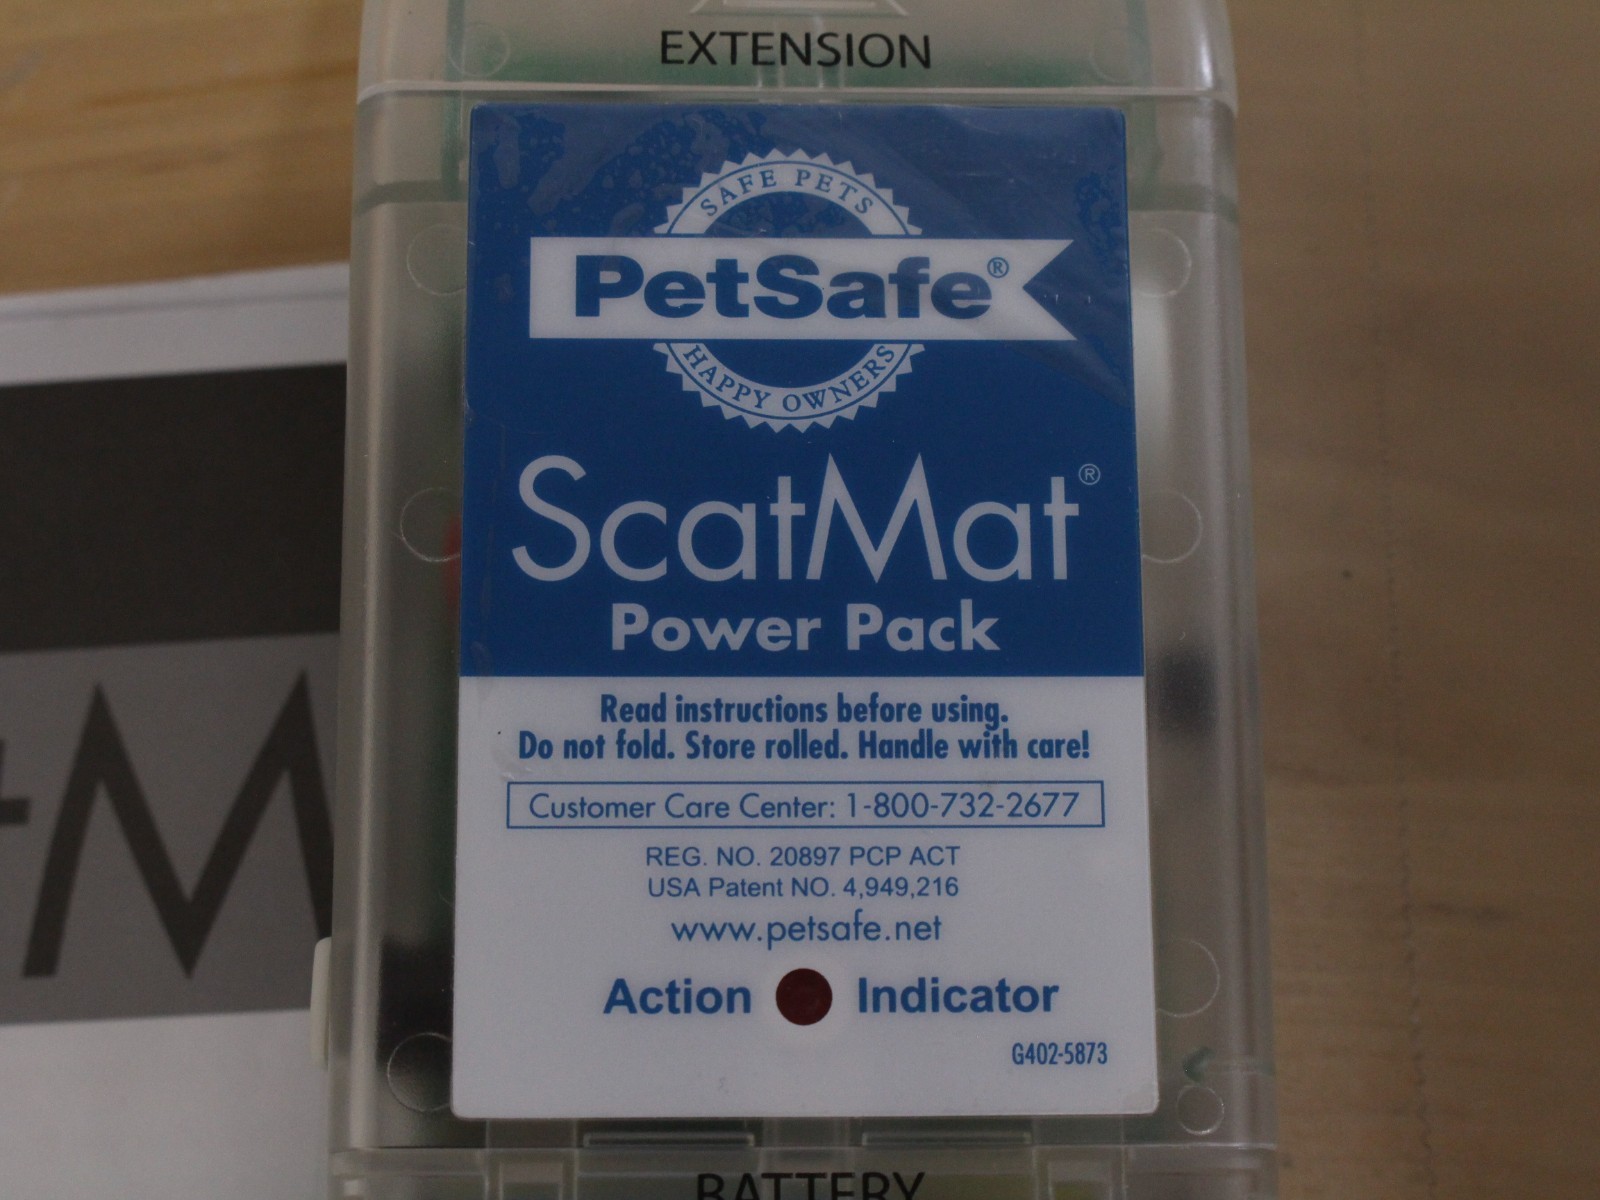 EXTENSION
SAFE PETS
PetSafe®
HAPPY OWNERS
ScatMat®
Power Pack
Read instructions before using.
Do not fold. Store rolled. Handle with care!
Customer Care Center: 1-800-732-2677
REG. NO. 20897 PCP ACT
USA Patent NO. 4,949,216
www.petsafe.net
Action Indicator
G402-5873
BATTERY